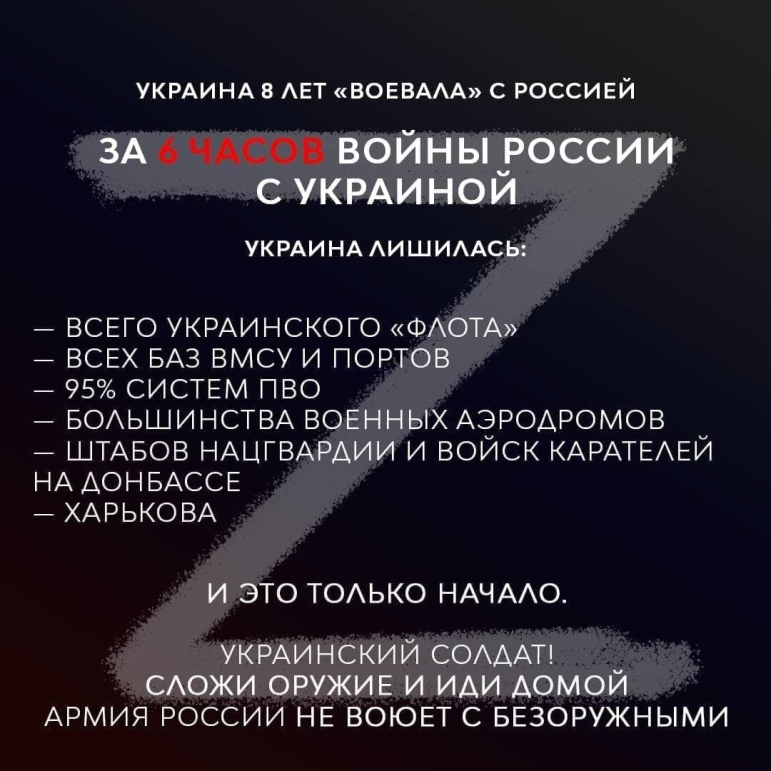 УКРАИНА 8 ЛЕТ «ВОЕВАЛА» С РОССИЕЙ
ЗА 6 ЧАСОВ ВОЙНЫ РОССИИ
С УКРАИНОЙ
УКРАИНА ЛИШИЛАСЬ:
— ВСЕГО УКРАИНСКОГО «ФЛОТА»
— ВСЕХ БАЗ ВМСУ И ПОРТОВ
— 95% СИСТЕМ ПВО
— БОЛЬШИНСТВА ВОЕННЫХ АЭРОДРОМОВ
— ШТАБОВ НАЦГВАРДИИ И ВОЙСК КАРАТЕЛЕЙ
НА ДОНБАССЕ
— ХАРЬКОВА
И ЭТО ТОЛЬКО НАЧАЛО.
УКРАИНСКИЙ СОЛДАТ!
СЛОЖИ ОРУЖИЕ И ИДИ ДОМОЙ
АРМИЯ РОССИИ НЕ ВОЮЕТ С БЕЗОРУЖНЫМИ